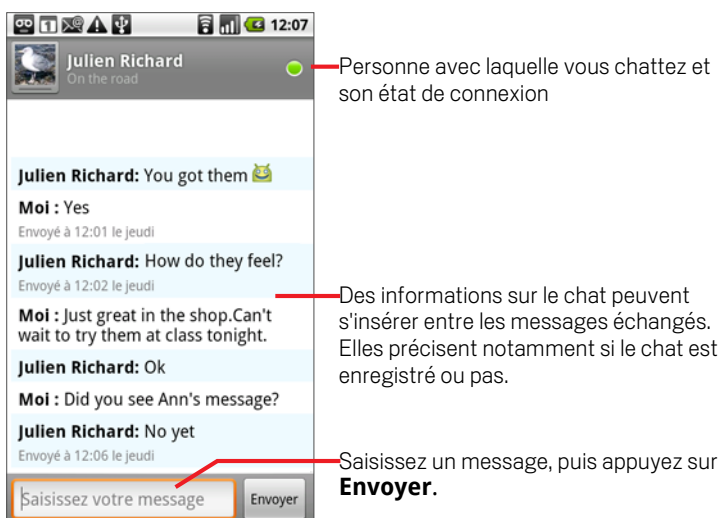 1 12:07
Julien Richard
On the road
Personne avec laquelle vous chattez et
son état de connexion
Julien Richard: You got them
Moi : Yes
Envoyé à 12:01 le jeudi
Julien Richard: How do they feel?
Envoyé à 12:02 le jeudi
Moi : Just great in the shop.Can't
wait to try them at class tonight.
Julien Richard: Ok
Moi : Did you see Ann's message?
Julien Richard: No yet
Envoyé à 12:06 le jeudi
Des informations sur le chat peuvent
s'insérer entre les messages échangés.
Elles précisent notamment si le chat est
enregistré ou pas.
Saisissez votre message Envoyer
Saisissez un message, puis appuyez sur
Envoyer.